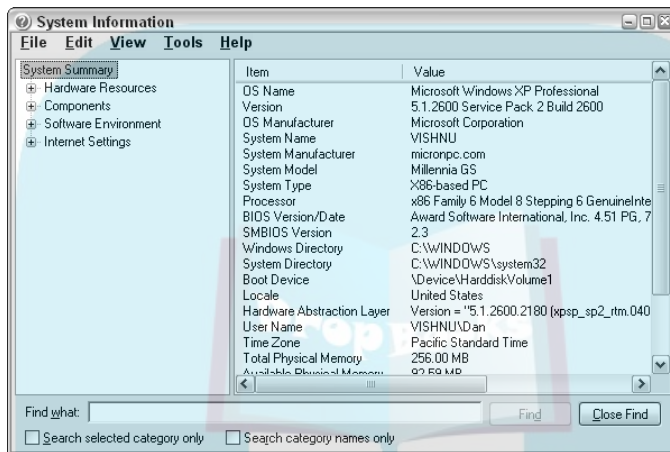 System Information
File Edit View Tools Help
System Summary
Hardware Resources
Components
Software Environment
Internet Settings
Item Value
OS Name Microsoft Windows XP Professional
Version 5.1.2600 Service Pack 2 Build 2600
OS Manufacturer Microsoft Corporation
System Name VISHNU
System Manufacturer micronpc.com
System Model Millennia GS
System Type X86-based PC
Processor x86 Family 6 Model 8 Stepping 6 GenuineInte
BIOS Version/Date Award Software International, Inc. 4.51 PG, 7
SMBIOS Version 2.3
Windows Directory C:\WINDOWS
System Directory C:\WINDOWS\system32
Boot Device \Device\HarddiskVolume1
Locale United States
Hardware Abstraction Layer Version = "5.1.2600.2180 (xpsp_sp2_rtm.040
User Name VISHNU\Dan
Time Zone Pacific Standard Time
Total Physical Memory 256.00 MB
Available Physical Memory 92.59 MB
Find what: Find Close Find
Search selected category only Search category names only